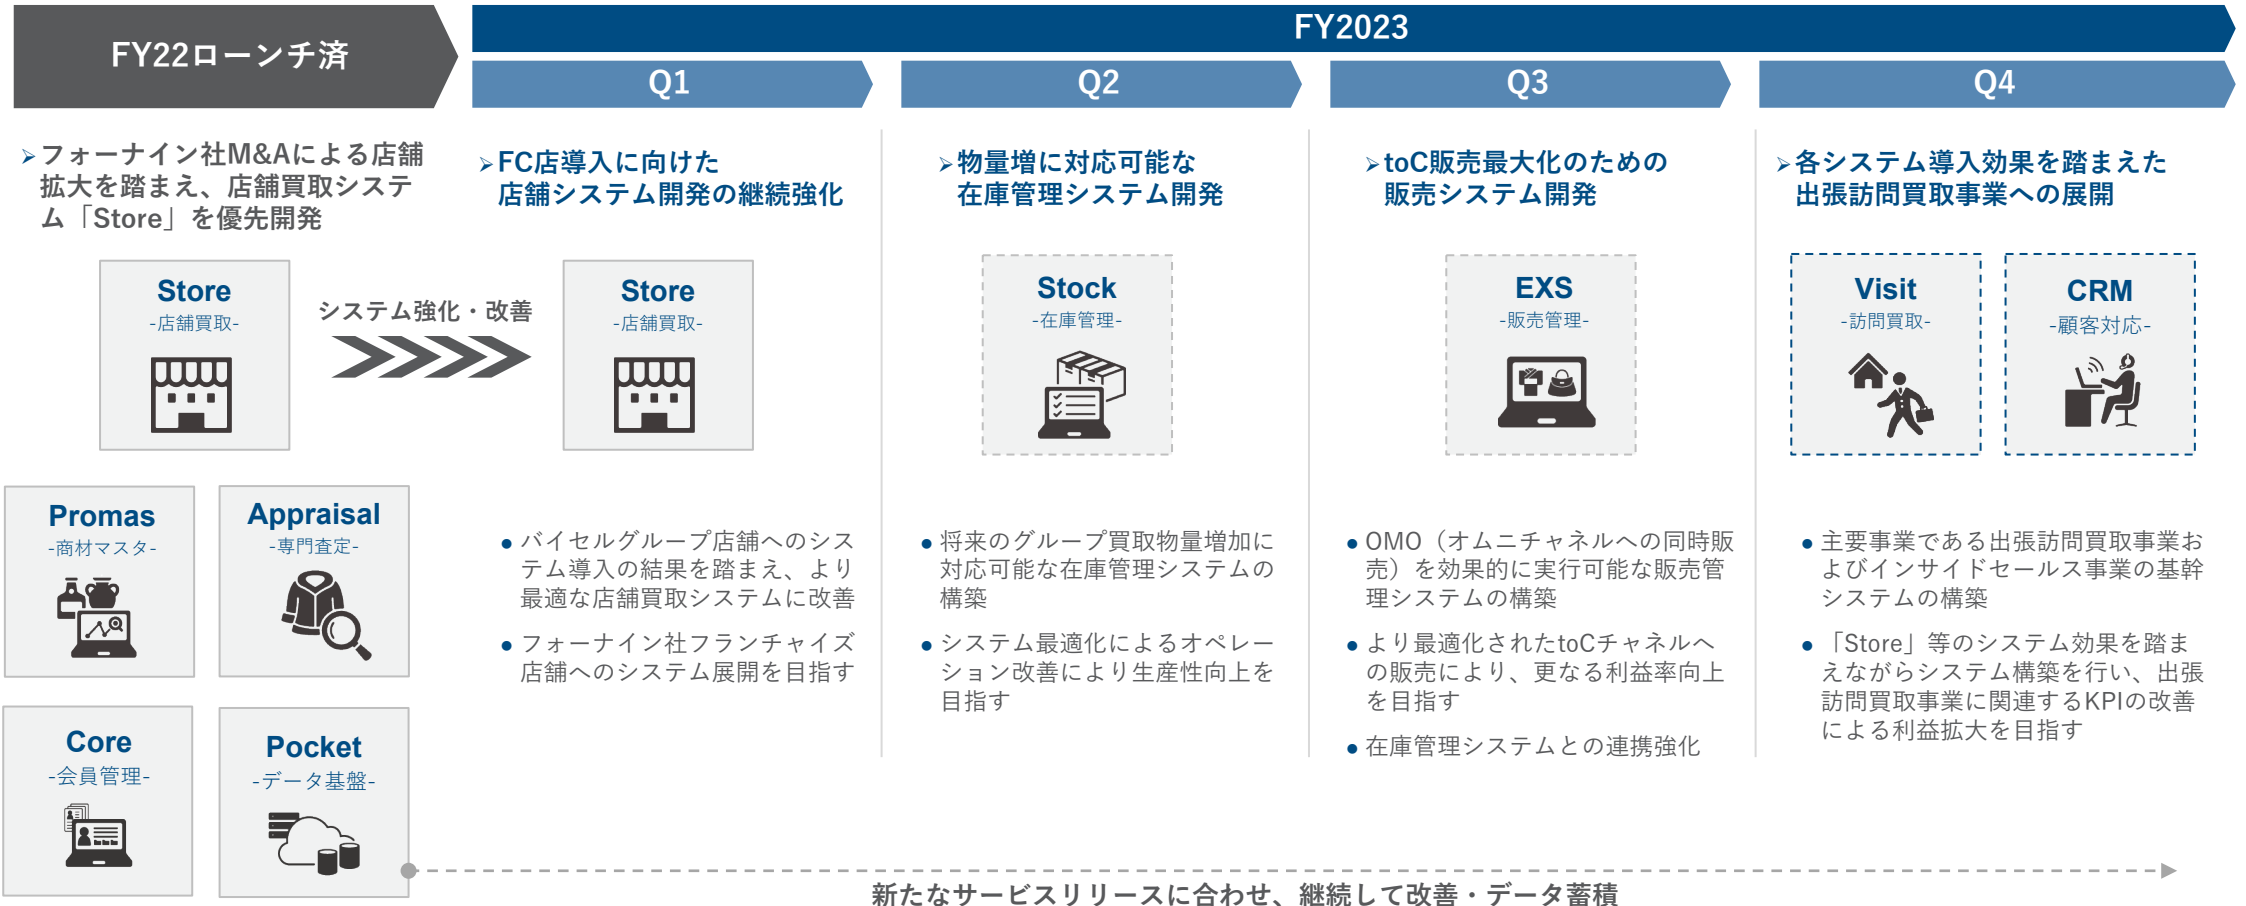 FY22ローンチ済
FY2023
Q1
Q2
Q3
Q4
➢フォーナイン社M&Aによる店舗
拡大を踏まえ、店舗買取システ
ム「Store」を優先開発
Store
-店舗買取-
システム強化・改善
Promas
-商材マスタ-
Appraisal
-専門査定-
Core
-会員管理-
Pocket
-データ基盤-
➢FC店導入に向けた
店舗システム開発の継続強化
Store
-店舗買取-
●バイセルグループ店舗へのシス
テム導入の結果を踏まえ、より
最適な店舗買取システムに改善
●フォーナイン社フランチャイズ
店舗へのシステム展開を目指す
➢物量増に対応可能な
在庫管理システム開発
Stock
-在庫管理-
●将来のグループ買取物量増加に
対応可能な在庫管理システムの
構築
●システム最適化によるオペレー
ション改善により生産性向上を
目指す
➢toC販売最大化のための
販売システム開発
EXS
-販売管理-
●OMO（オムニチャネルへの同時販
売）を効果的に実行可能な販売管
理システムの構築
●より最適化されたtoCチャネルへ
の販売により、更なる利益率向上
を目指す
●在庫管理システムとの連携強化
➢各システム導入効果を踏まえた
出張訪問買取事業への展開
Visit
-訪問買取-
CRM
-顧客対応-
●主要事業である出張訪問買取事業お
よびインサイドセールス事業の基幹
システムの構築
●「Store」等のシステム効果を踏ま
えながらシステム構築を行い、出張
訪問買取事業に関連するKPIの改善
による利益拡大を目指す
新たなサービスリリースに合わせ、継続して改善・データ蓄積